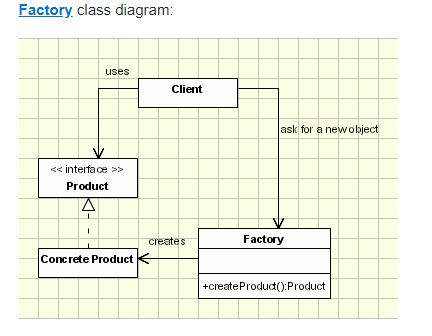 Factory class diagram:
uses
Client
ask for a new object
<< interface >>
Product
creates
Factory
Concrete Product
+createProduct():Product